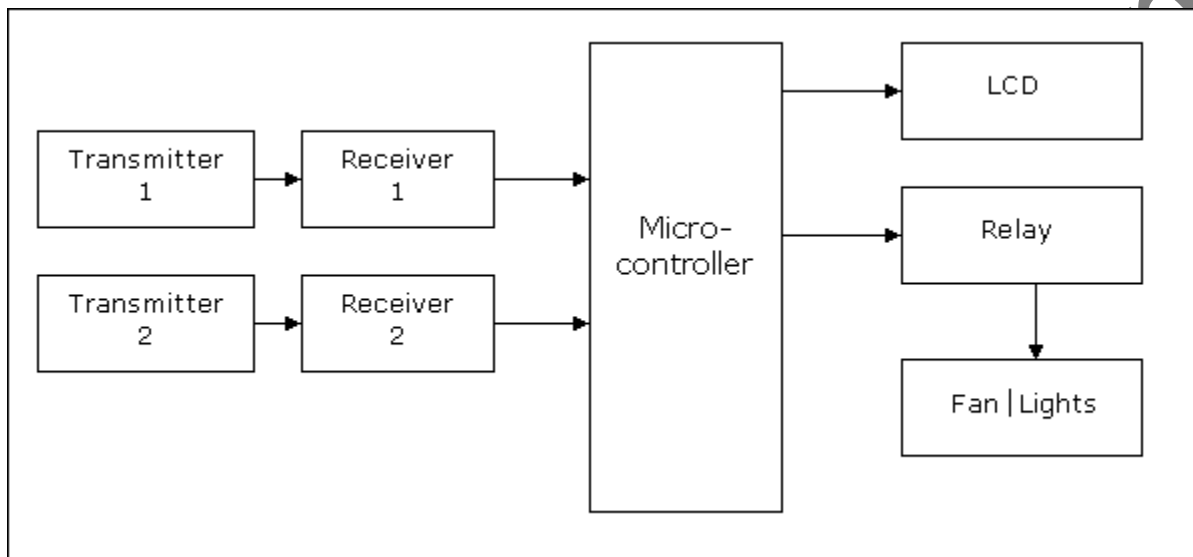 Transmitter
1
Receiver
1
Transmitter
2
Receiver
2
Micro-
controller
LCD
Relay
Fan|Lights